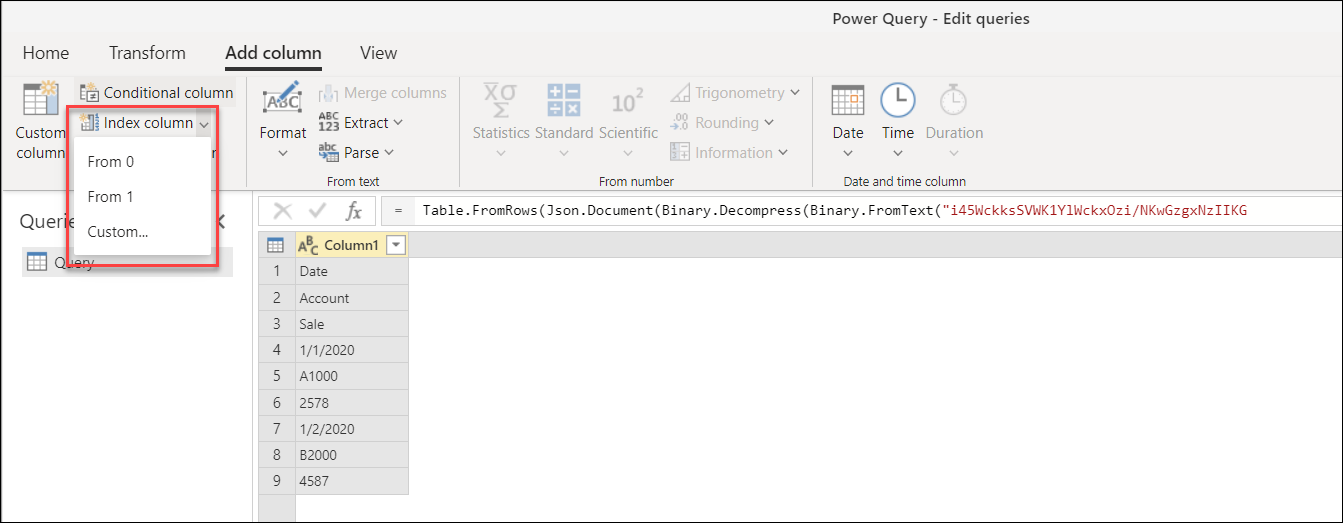 Power Query - Edit queries
Home Transform Add column View
Custom column
Conditional column
Index column
From 0
From 1
Custom...
Format
Merge columns
Extract
Parse
From text
Statistics Standard Scientific
Trigonometry
Rounding
Information
From number
Date Time Duration
Date and time column
Querie
Query
fx = Table.FromRows(Json.Document(Binary.Decompress(Binary.FromText("i45WckksSVWK1YlWckxOzi/NKwGzgxNzIIKG
Column1
1 Date
2 Account
3 Sale
4 1/1/2020
5 A1000
6 2578
7 1/2/2020
8 B2000
9 4587